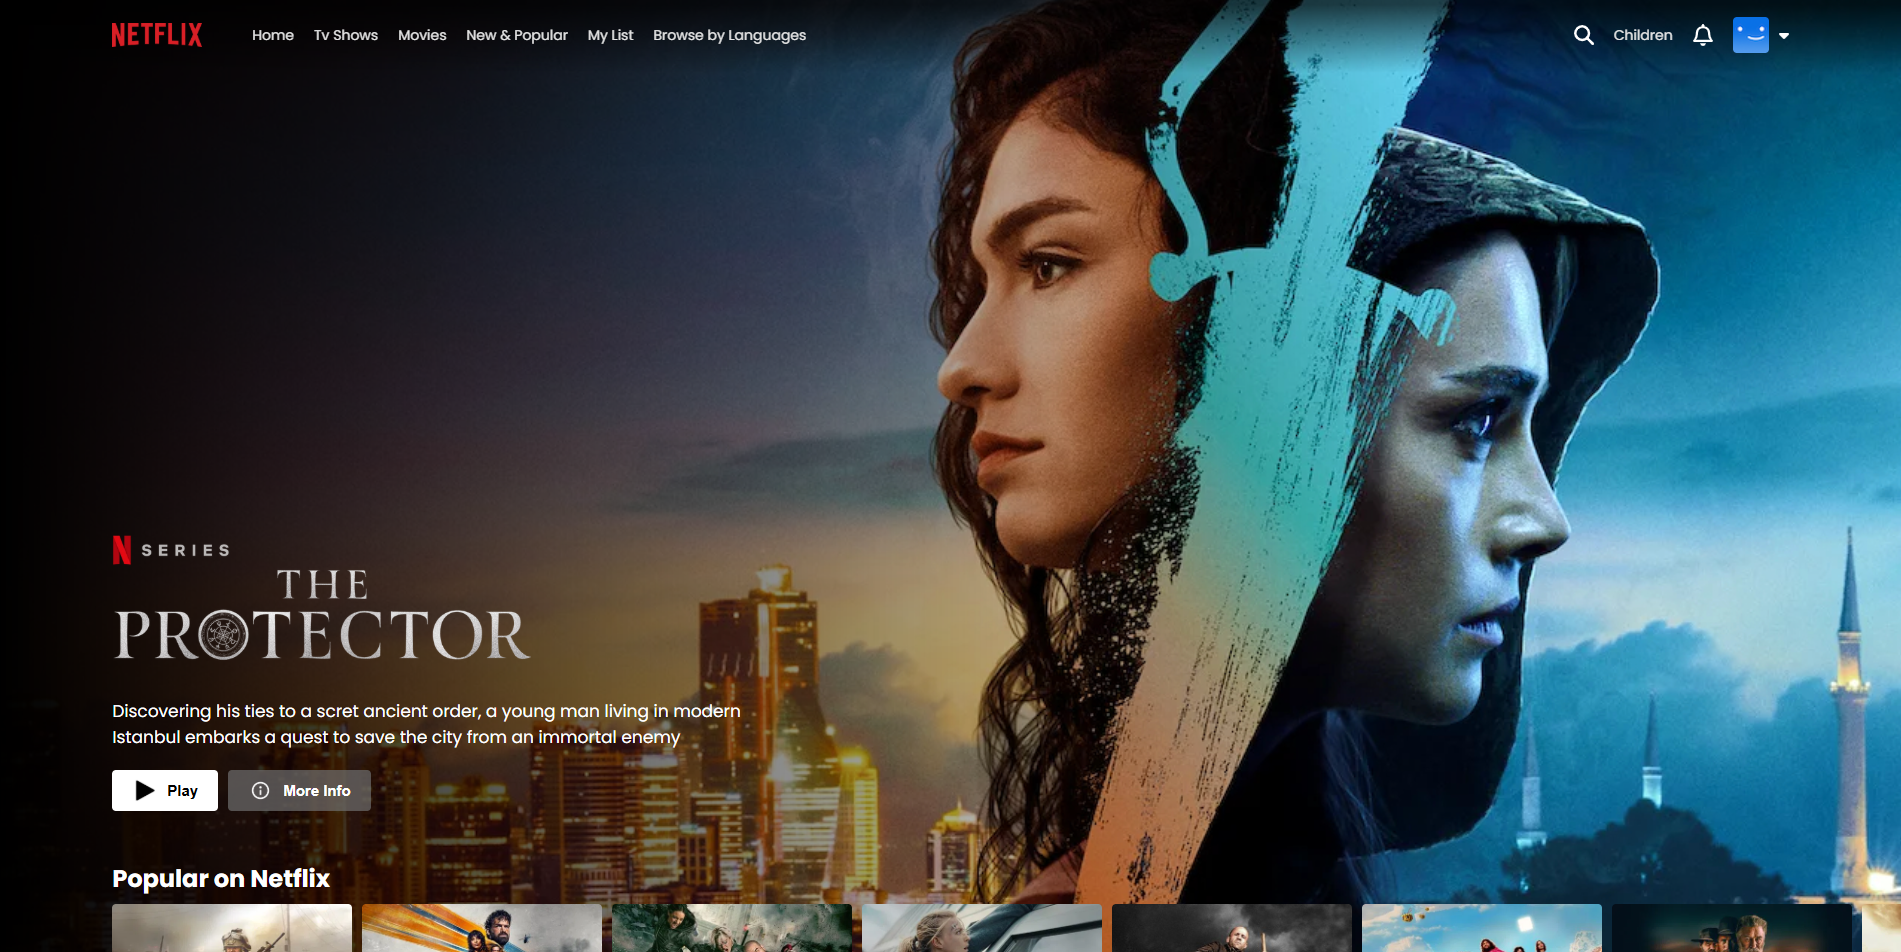 NETFLIX
Home
Tv Shows
Movies
New & Popular
My List
Browse by Languages
Children
N SERIES
THE
PROTECTOR
Discovering his ties to a scret ancient order, a young man living in modern
Istanbul embarks a quest to save the city from an immortal enemy
Play
More Info
Popular on Netflix